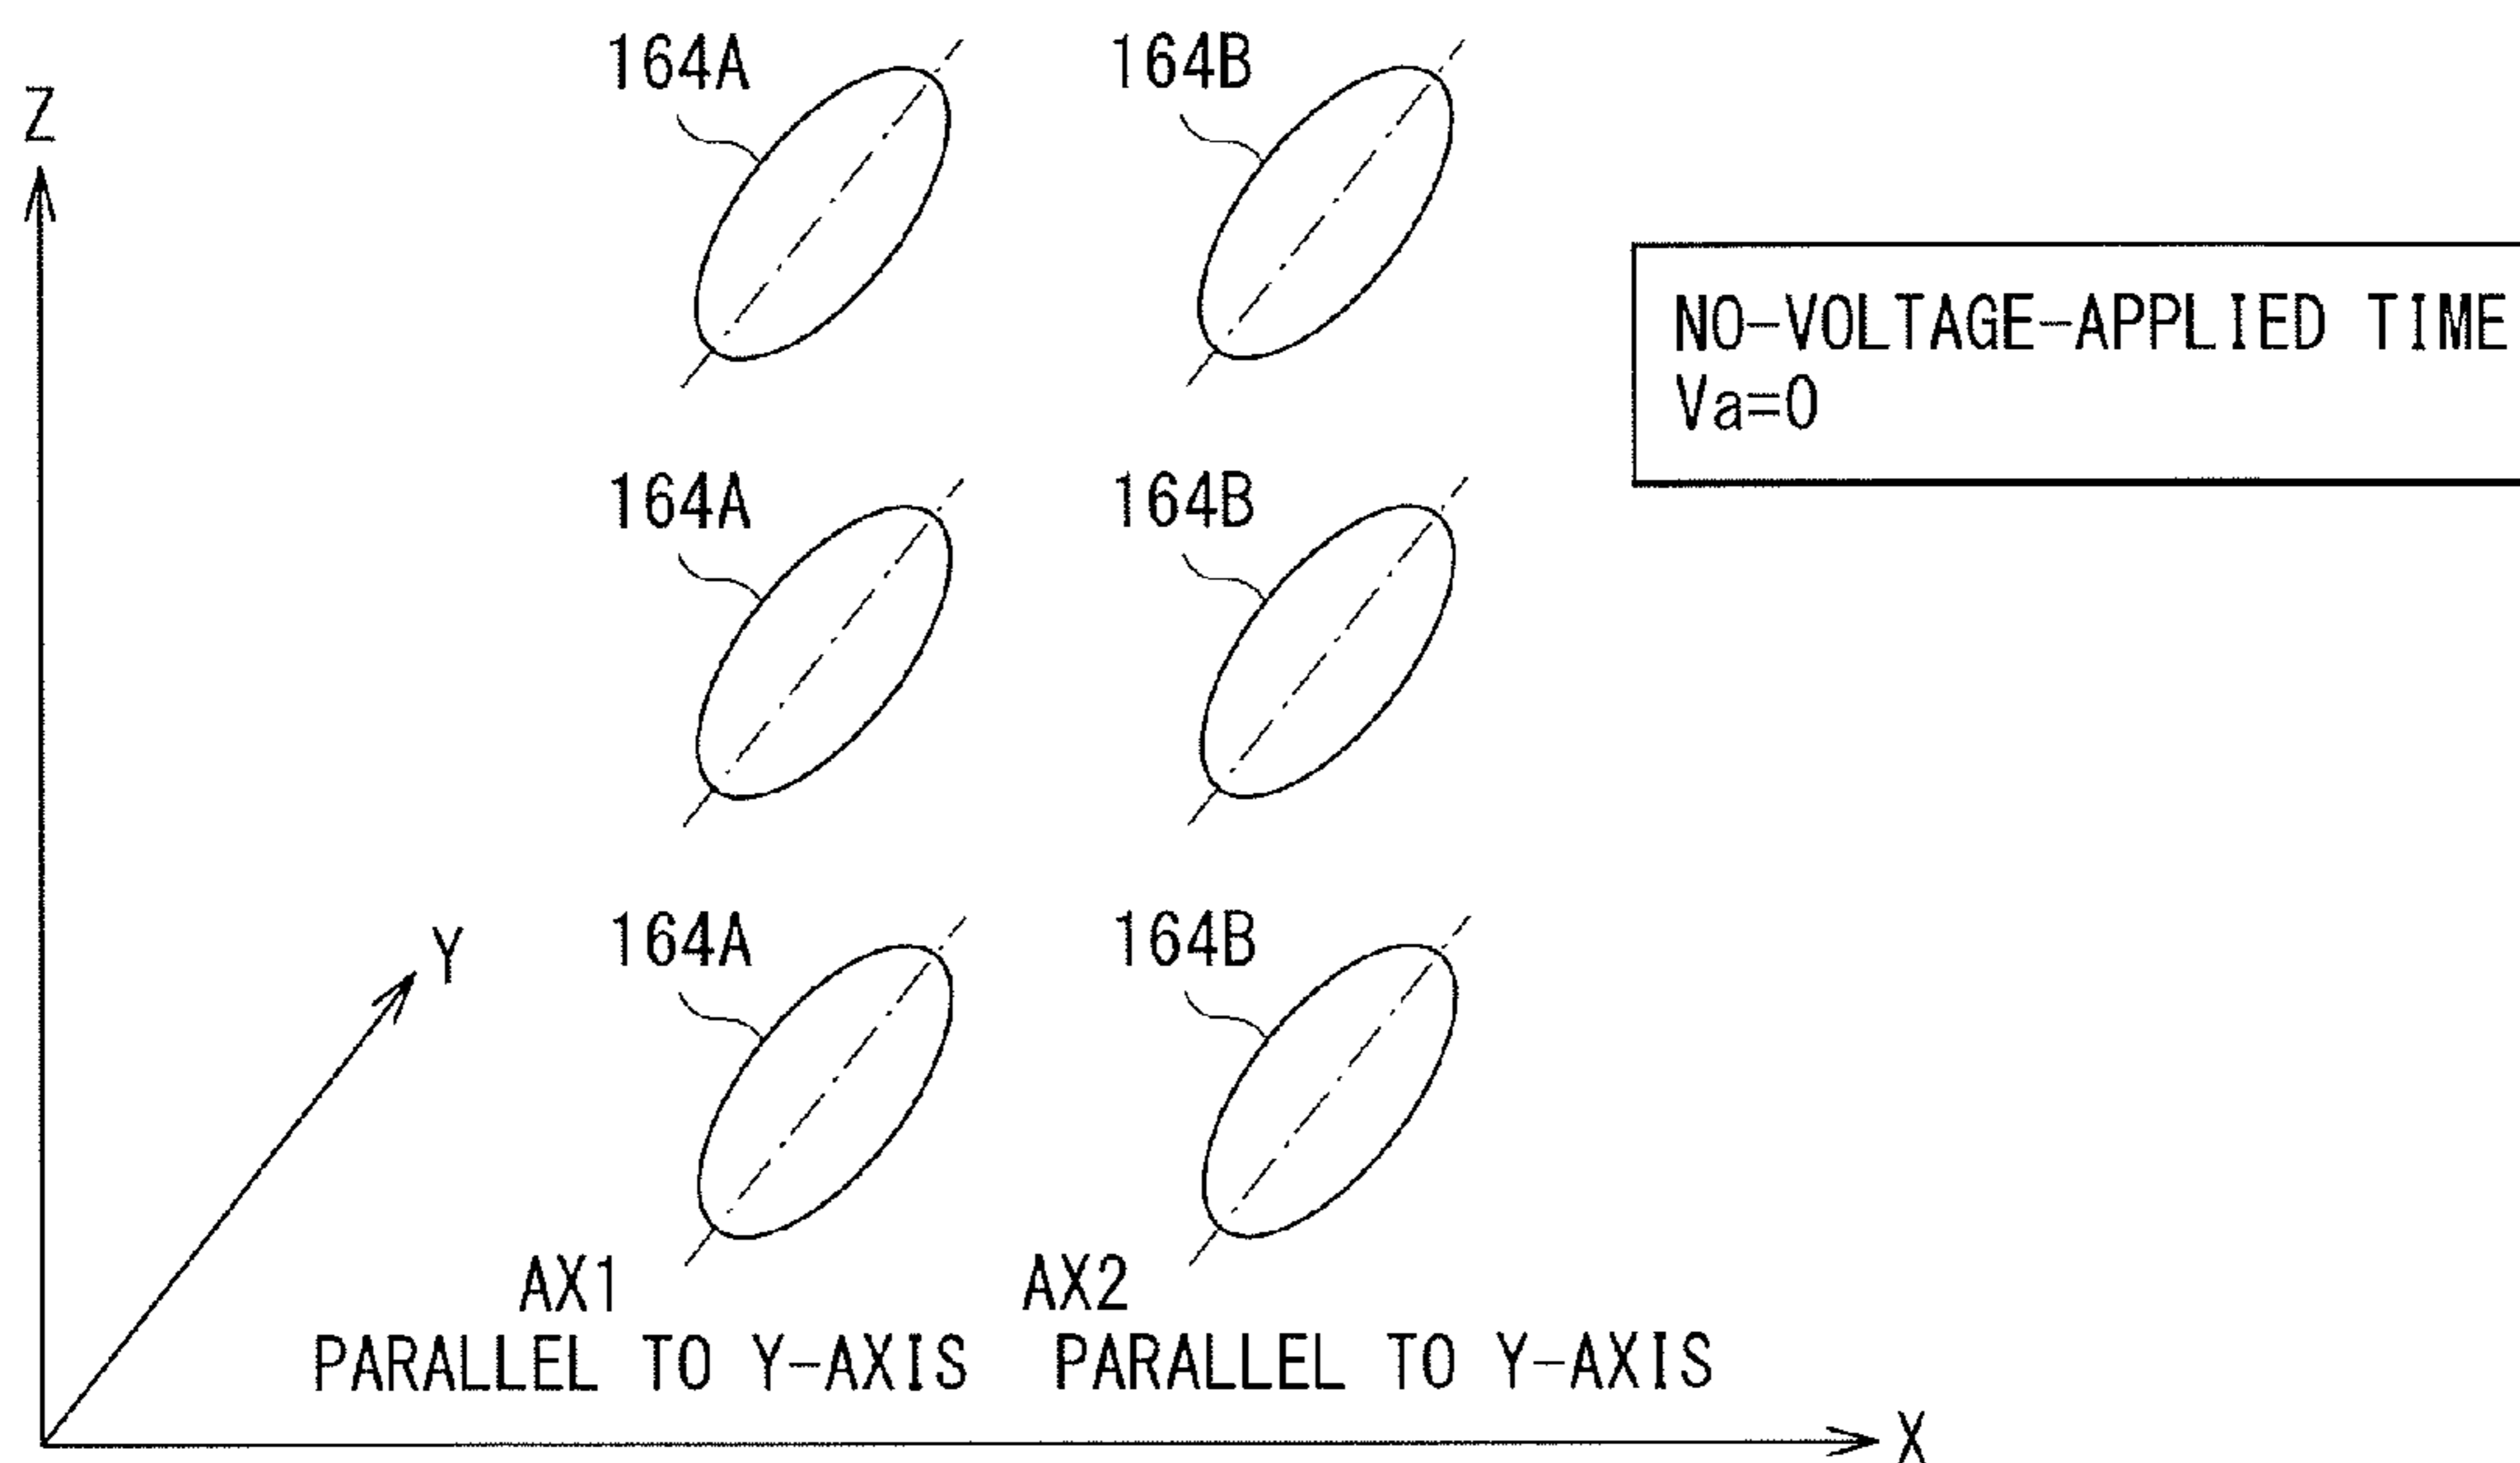 164A
164B
Z
NO-VOLTAGE-APPLIED TIME
Va=0
164A
164B
164A
164B
Y
AX1
AX2
PARALLEL TO Y-AXIS
PARALLEL TO Y-AXIS
X